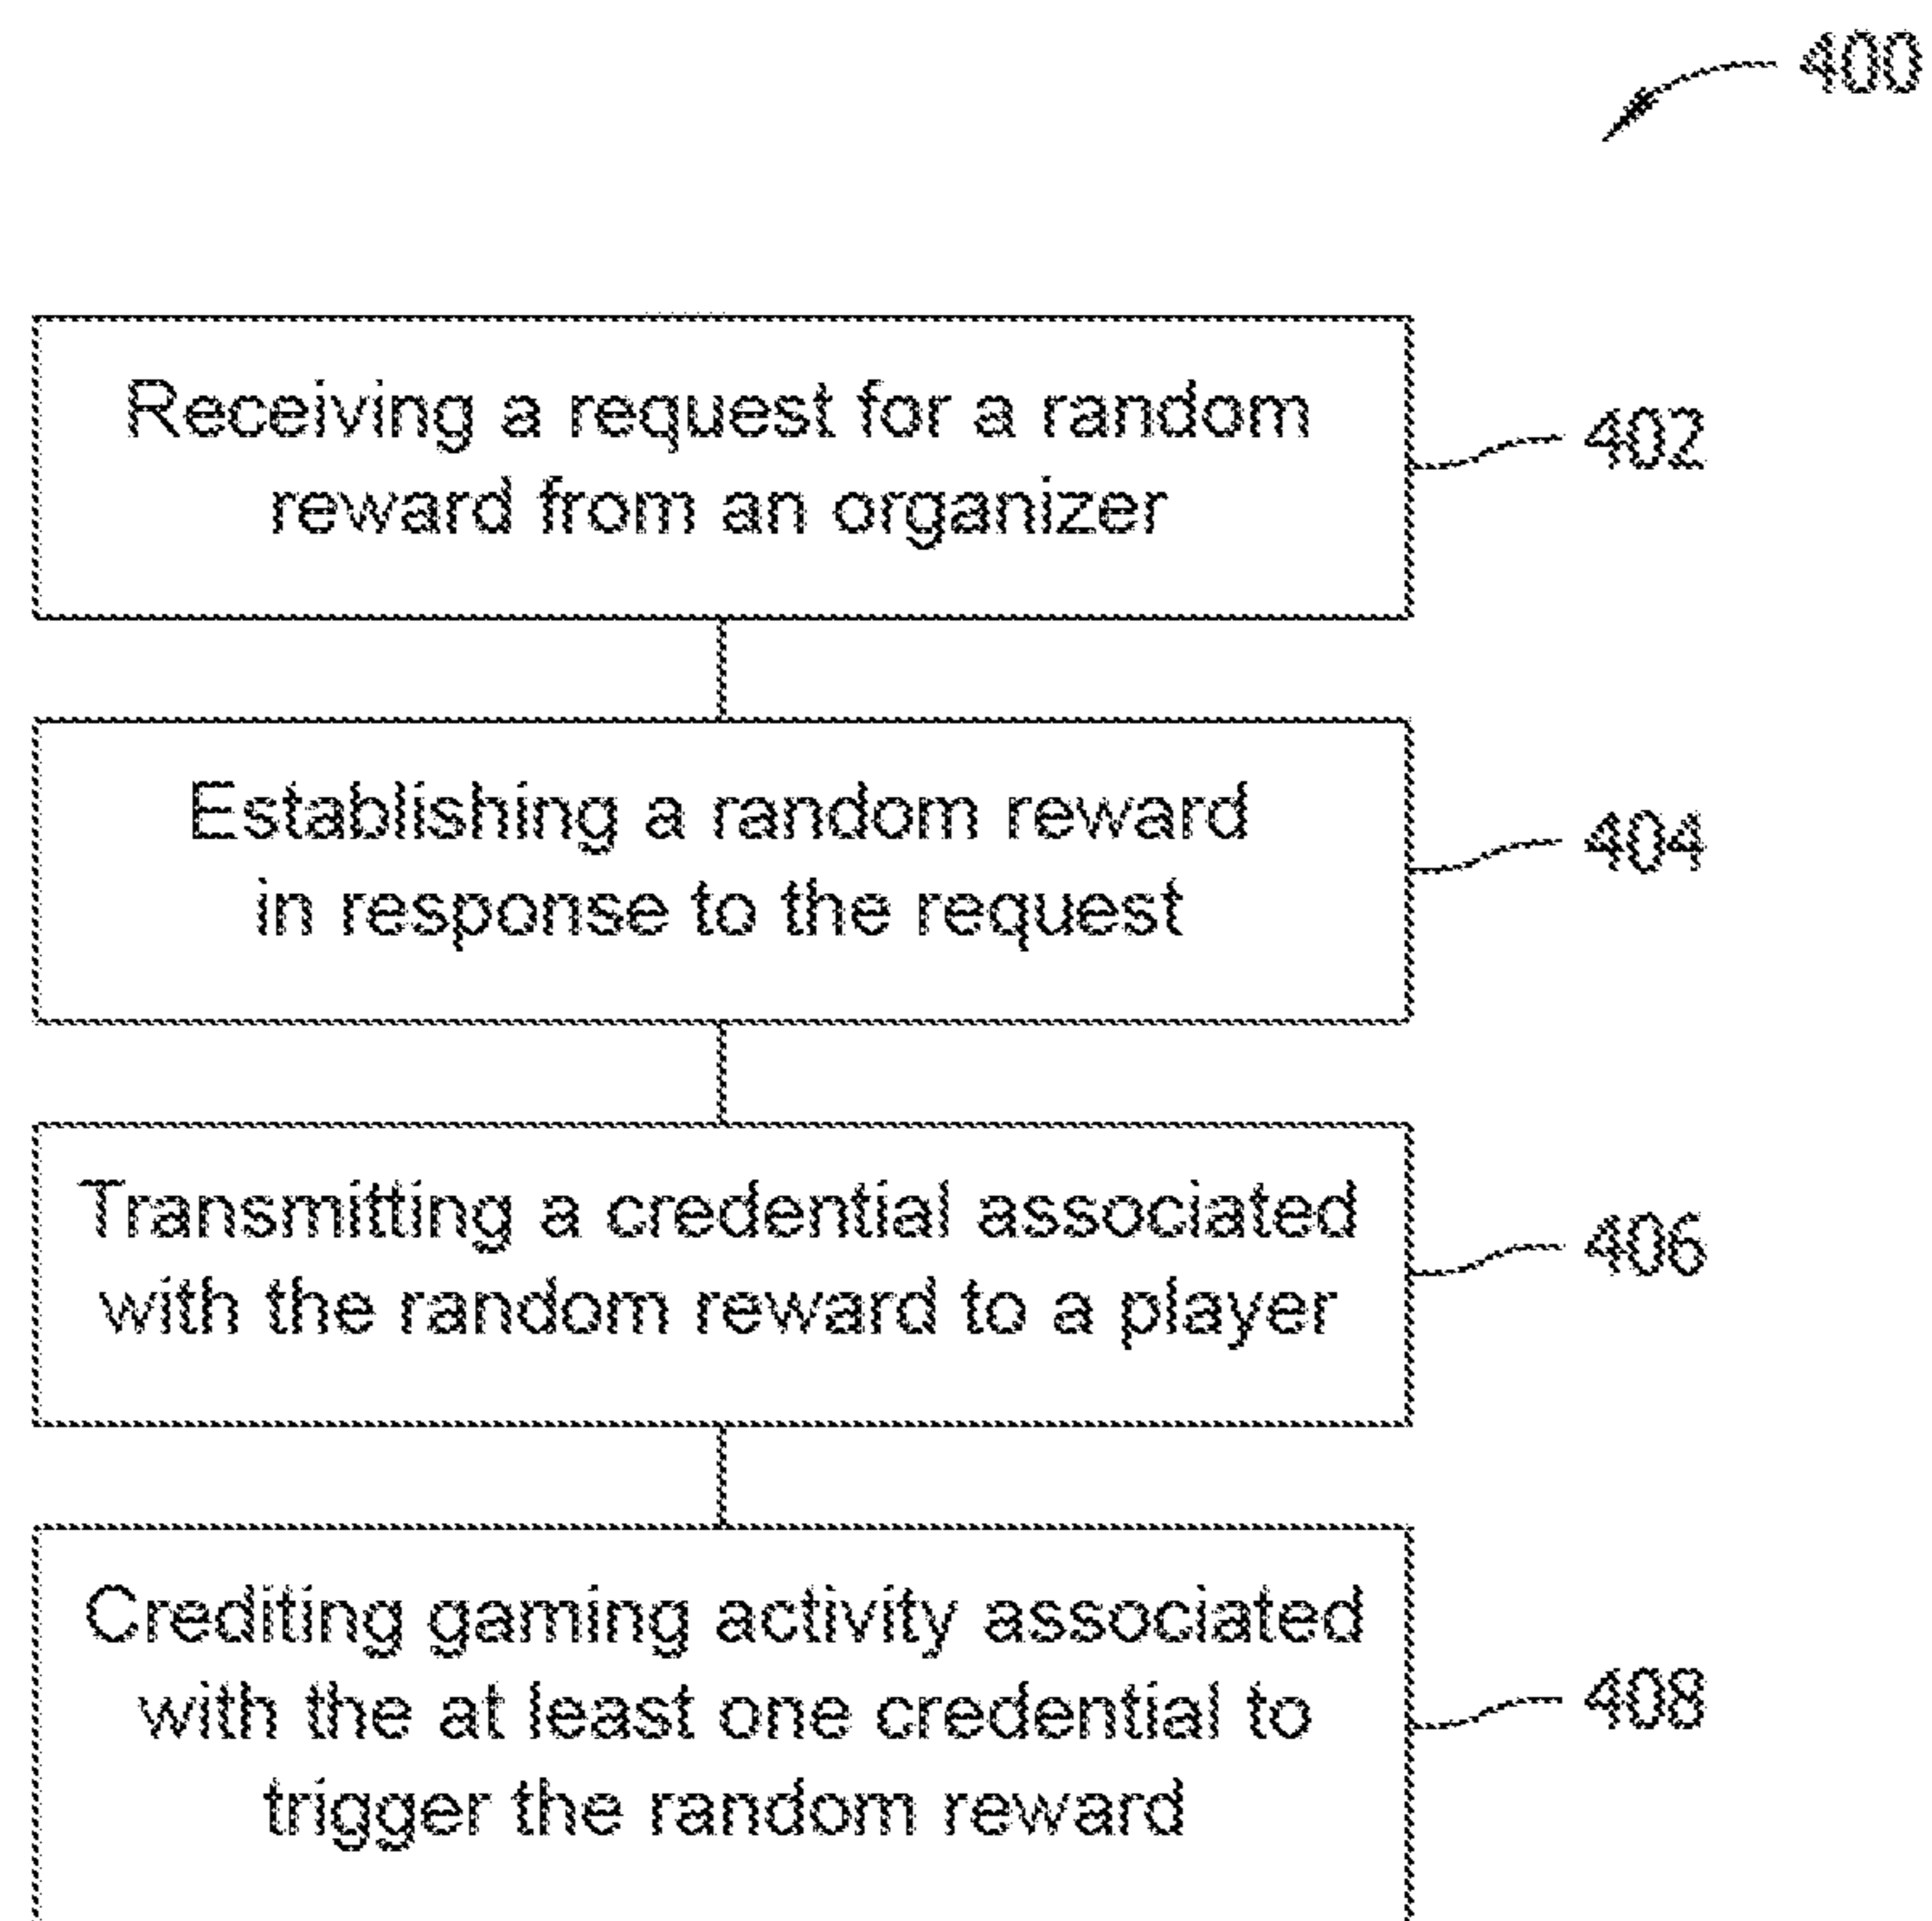 400
Receiving a request for a random
reward from an organizer
402
Establishing a random reward
in response to the request
404
Transmitting a credential associated
with the random reward to a player
406
Crediting gaming activity associated
with the at least one credential to
trigger the random reward
408